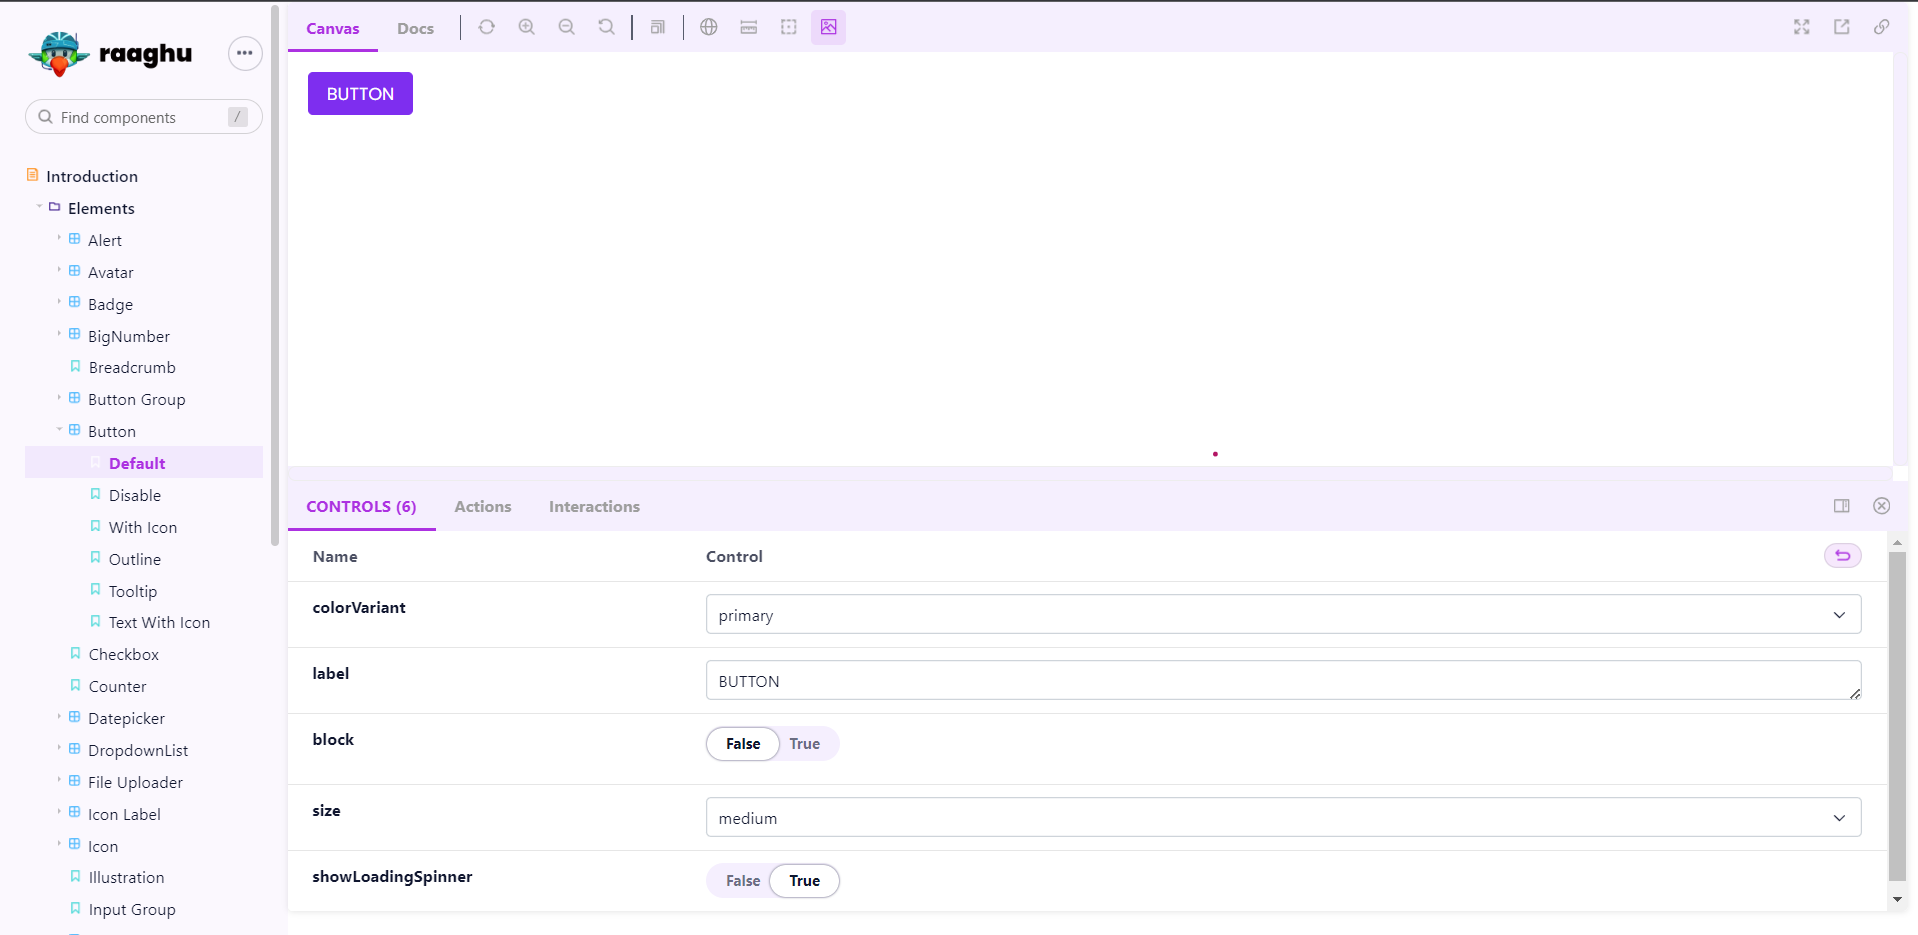 raaghu
Find components /
Introduction
Elements
Alert
Avatar
Badge
BigNumber
Breadcrumb
Button Group
Button
Default
Disable
With Icon
Outline
Tooltip
Text With Icon
Checkbox
Counter
Datepicker
DropdownList
File Uploader
Icon Label
Icon
Illustration
Input Group
Canvas Docs
BUTTON
CONTROLS (6) Actions Interactions
Name Control
colorVariant primary
label BUTTON
block False True
size medium
showLoadingSpinner False True